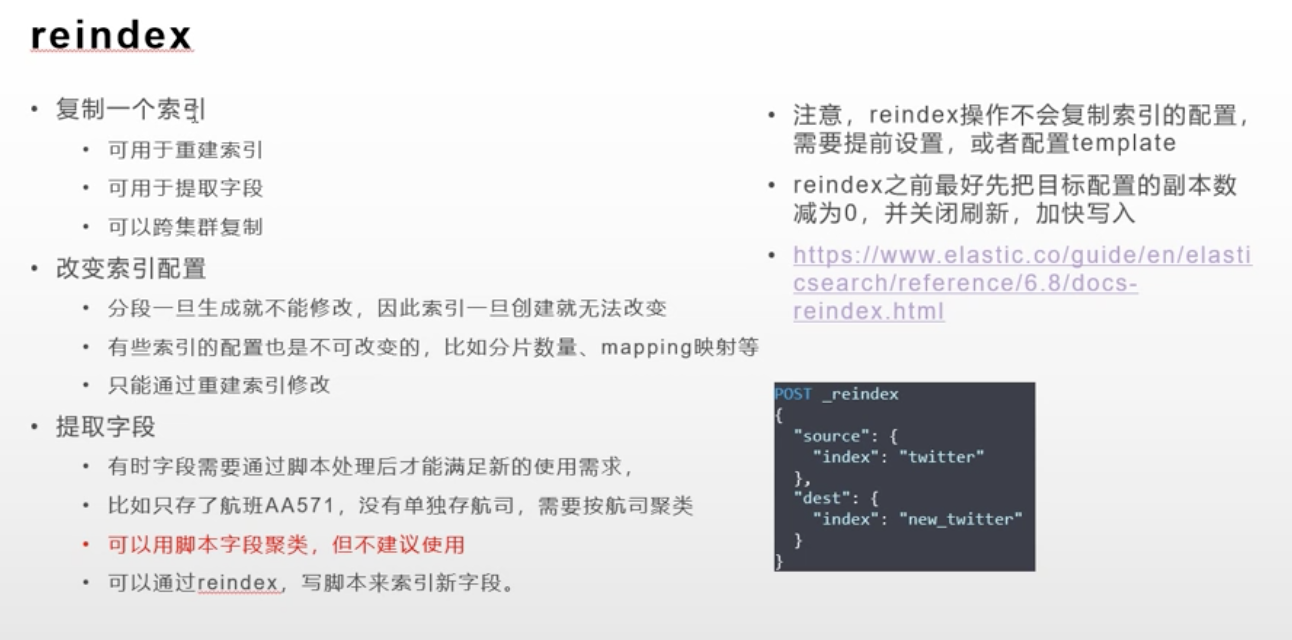 reindex
• 复制一个索引
• 可用于重建索引
• 可用于提取字段
• 可以跨集群复制
• 改变索引配置
• 分段一旦生成就不能修改，因此索引一旦创建就无法改变
• 有些索引的配置也是不可改变的，比如分片数量、mapping映射等
• 只能通过重建索引修改
• 提取字段
• 有时字段需要通过脚本处理后才能满足新的使用需求，
• 比如只存了航班AA571，没有单独存航司，需要按航司聚类
• 可以用脚本字段聚类，但不建议使用
• 可以通过reindex，写脚本来索引新字段。
• 注意，reindex操作不会复制索引的配置，
需要提前设置，或者配置template
• reindex之前最好先把目标配置的副本数
减为0，并关闭刷新，加快写入
• https://www.elastic.co/guide/en/elasti
csearch/reference/6.8/docs-
reindex.html
POST _reindex
{
"source": {
"index": "twitter"
},
"dest": {
"index": "new_twitter"
}
}